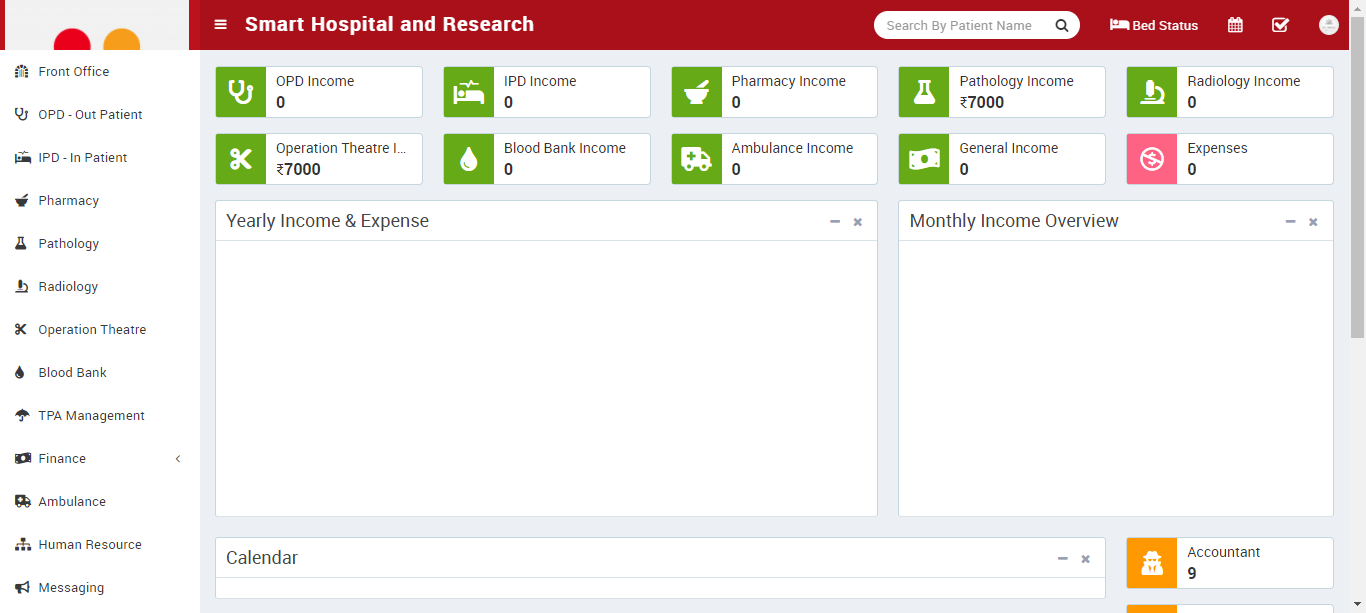 Smart Hospital and Research
Search By Patient Name
Bed Status
Front Office
OPD - Out Patient
IPD - In Patient
Pharmacy
Pathology
Radiology
Operation Theatre
Blood Bank
TPA Management
Finance
Ambulance
Human Resource
Messaging
OPD Income
0
IPD Income
0
Pharmacy Income
0
Pathology Income
₹7000
Radiology Income
0
Operation Theatre I...
₹7000
Blood Bank Income
0
Ambulance Income
0
General Income
0
Expenses
0
Yearly Income & Expense
Monthly Income Overview
Calendar
Accountant
9